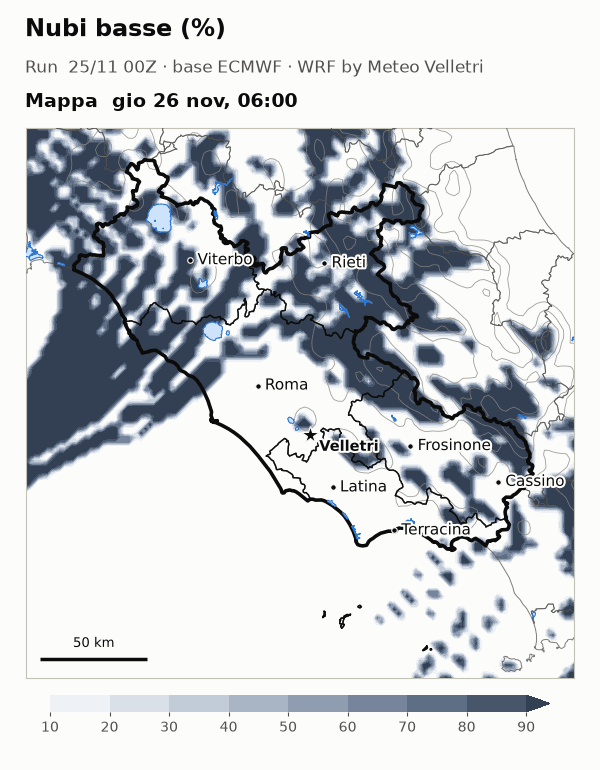 Nubi basse (%)
Run  25/11 00Z · base ECMWF · WRF by Meteo Velletri
Mappa  gio 26 nov, 06:00
Viterbo
Rieti
Roma
Velletri
Frosinone
Cassino
Latina
Terracina
50 km
10 20 30 40 50 60 70 80 90